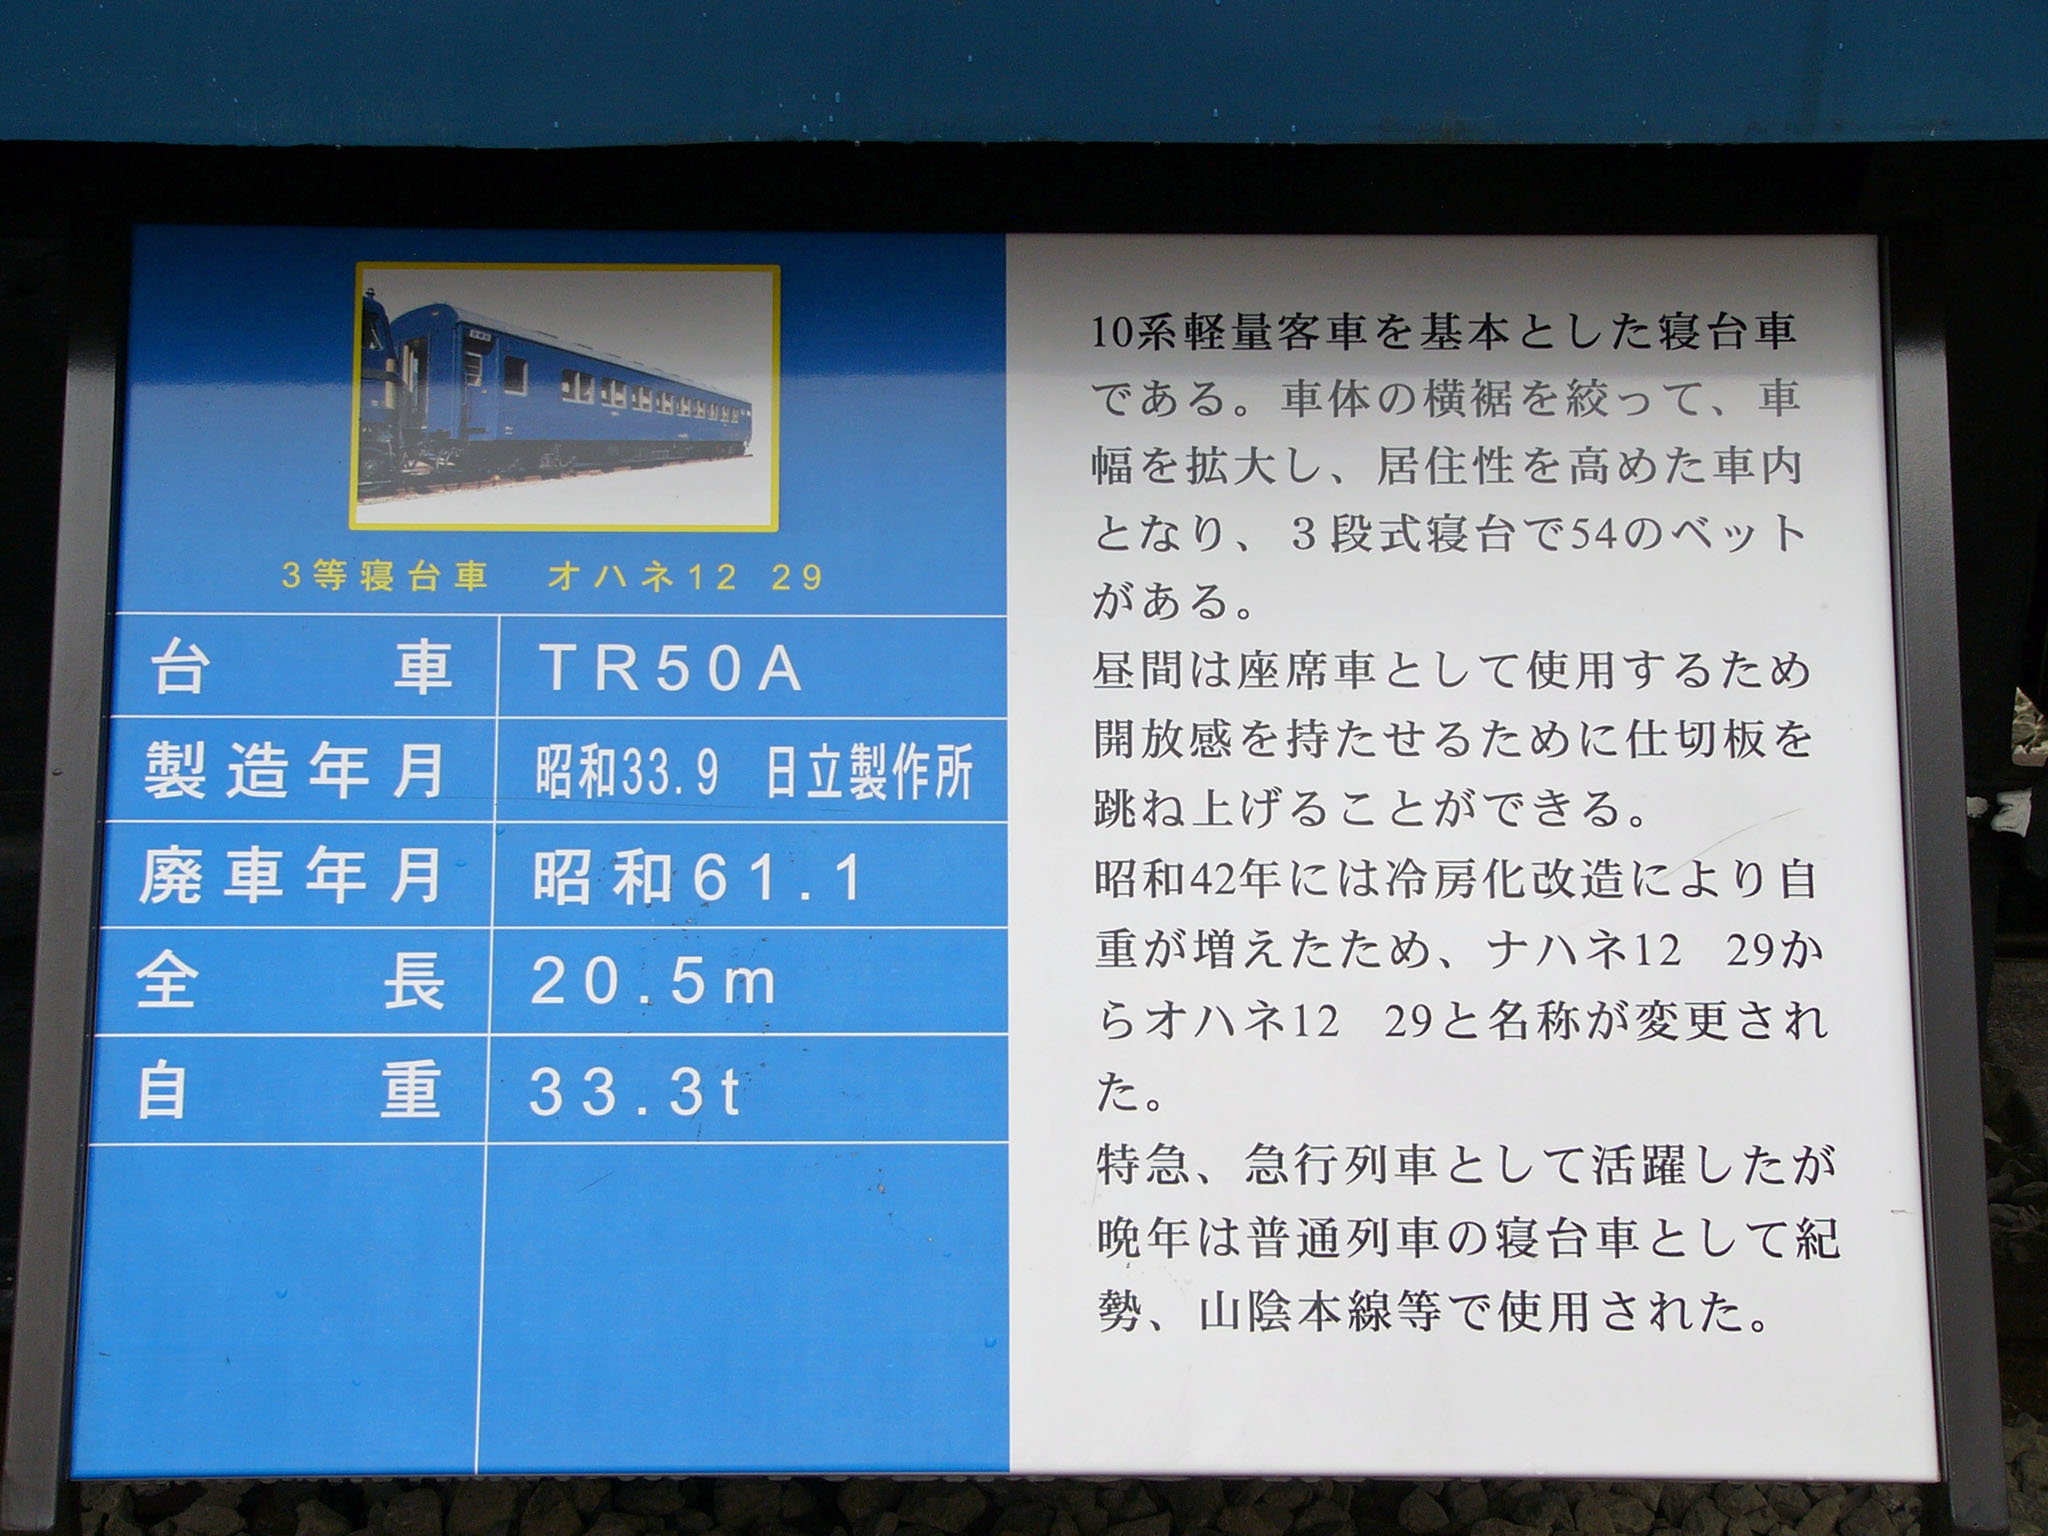 3等寝台車　オハネ12 29
台車 TR50A
製造年月 昭和33.9　日立製作所
廃車年月 昭和61.1
全長 20.5m
自重 33.3t
10系軽量客車を基本とした寝台車
である。車体の横裾を絞って、車
幅を拡大し、居住性を高めた車内
となり、３段式寝台で54のベット
がある。
昼間は座席車として使用するため
開放感を持たせるために仕切板を
跳ね上げることができる。
昭和42年には冷房化改造により自
重が増えたため、ナハネ12　29か
らオハネ12　29と名称が変更され
た。
特急、急行列車として活躍したが
晩年は普通列車の寝台車として紀
勢、山陰本線等で使用された。